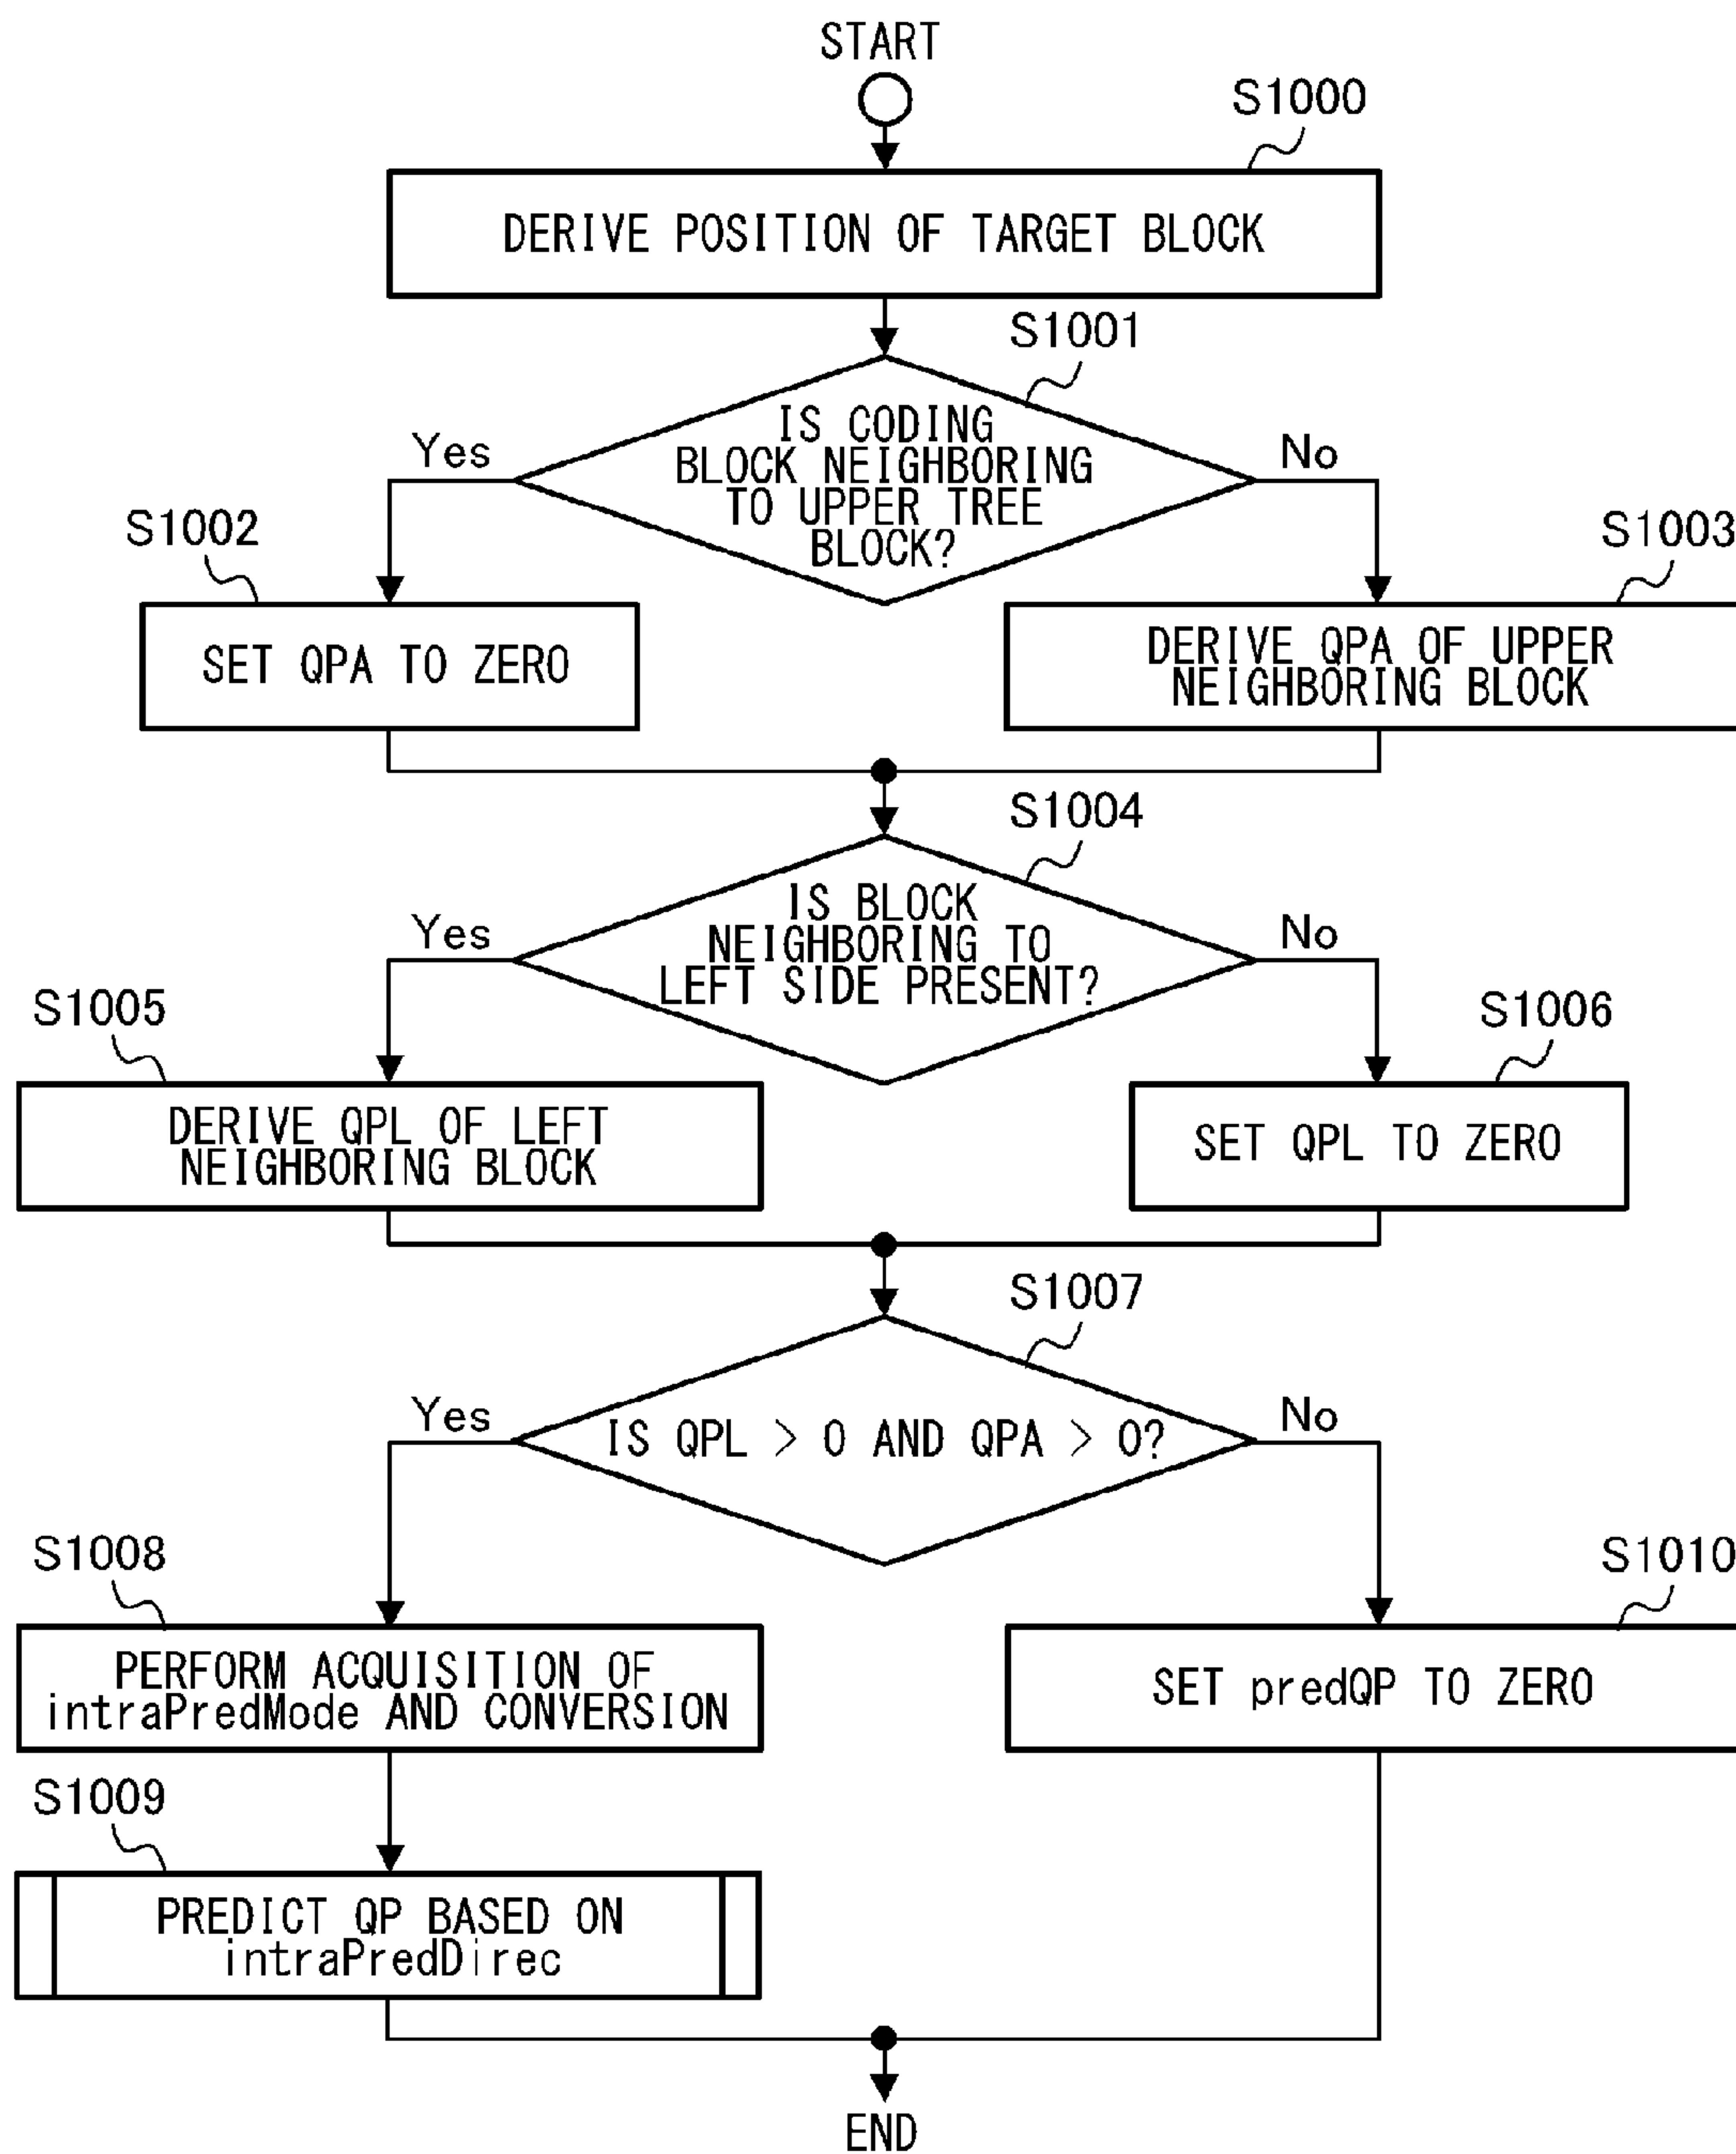 START
S1000
DERIVE POSITION OF TARGET BLOCK
S1001
IS CODING
BLOCK NEIGHBORING
TO UPPER TREE
BLOCK?
Yes
No
S1002
SET QPA TO ZERO
S1003
DERIVE QPA OF UPPER
NEIGHBORING BLOCK
S1004
IS BLOCK
NEIGHBORING TO
LEFT SIDE PRESENT?
Yes
No
S1005
DERIVE QPL OF LEFT
NEIGHBORING BLOCK
S1006
SET QPL TO ZERO
S1007
IS QPL > 0 AND QPA > 0?
Yes
No
S1008
PERFORM ACQUISITION OF
intraPredMode AND CONVERSION
S1010
SET predQP TO ZERO
S1009
PREDICT QP BASED ON
intraPredDirec
END